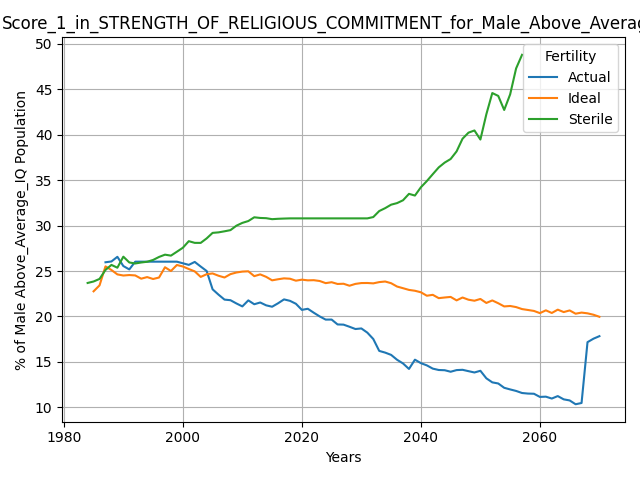 Score_1_in_STRENGTH_OF_RELIGIOUS_COMMITMENT_for_Male_Above_Averag
50
45
40
35
30
25
20
15
10
% of Male Above_Average_IQ Population
Fertility
Actual
Ideal
Sterile
1980 2000 2020 2040 2060
Years